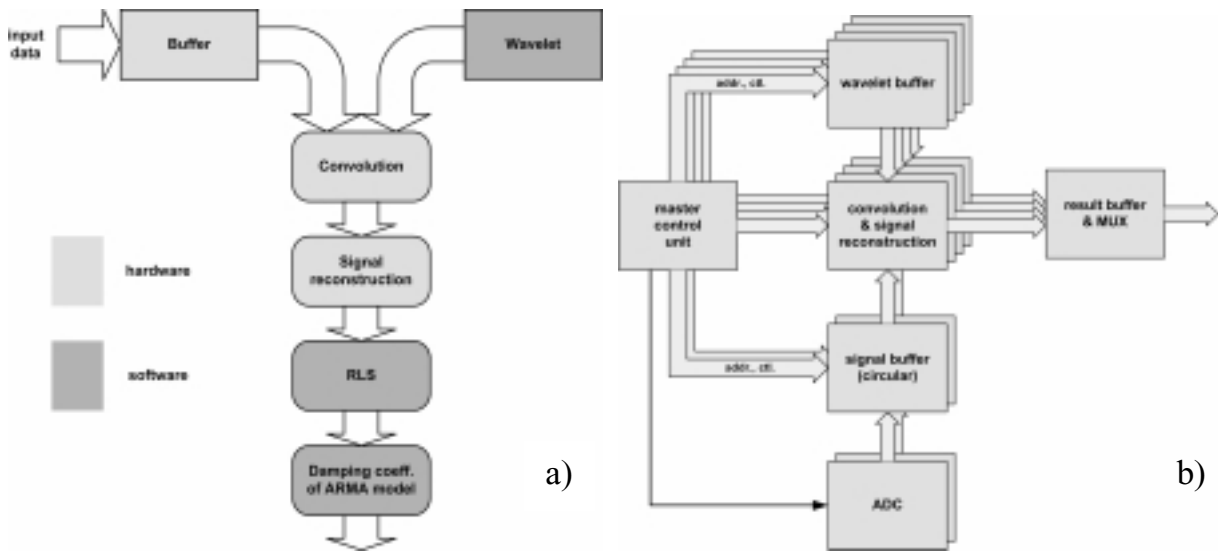 input
data
Buffer
Wavelet
Convolution
Signal
reconstruction
hardware
software
RLS
Damping coeff.
of ARMA model
a)
wavelet buffer
addr., ctl.
master
control
unit
convolution
& signal
reconstruction
result buffer
& MUX
signal buffer
(circular)
addr., ctl.
ADC
b)